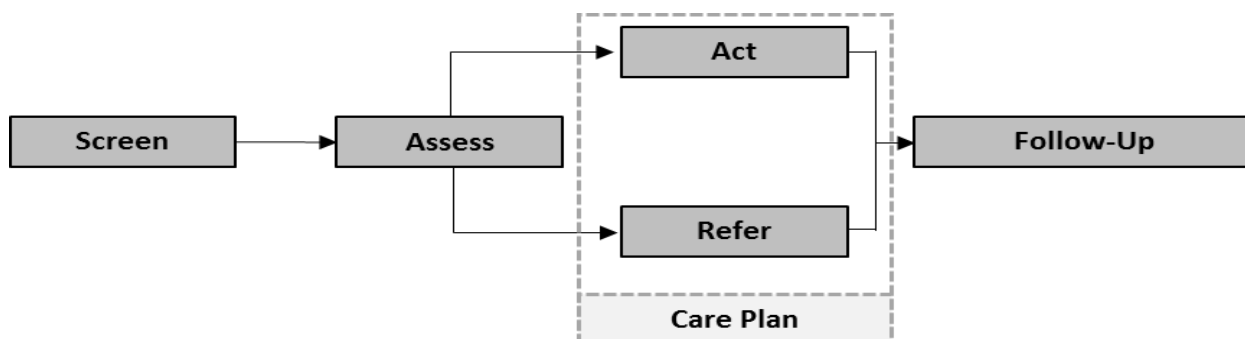 Screen
Assess
Act
Refer
Care Plan
Follow-Up